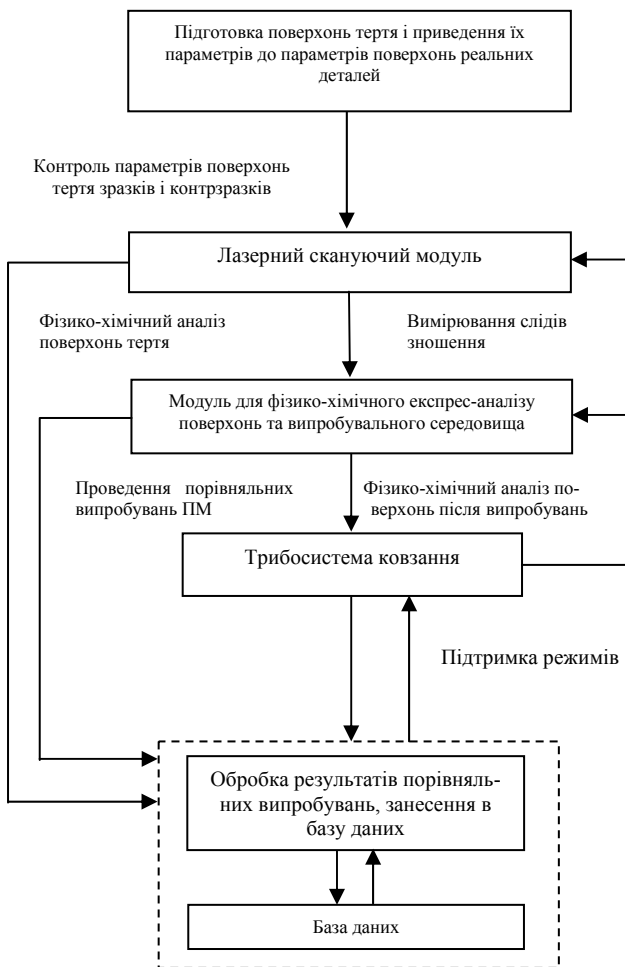 Підготовка поверхонь тертя і приведення їх
параметрів до параметрів поверхонь реальних
деталей
Контроль параметрів поверхонь
тертя зразків і контрзразків
Лазерний скануючий модуль
Фізико-хімічний аналіз
поверхонь тертя
Вимірювання слідів
зношення
Модуль для фізико-хімічного експрес-аналізу
поверхонь та випробувального середовища
Проведення порівняльних
випробувань ПМ
Фізико-хімічний аналіз по-
верхонь після випробувань
Трибосистема ковзання
Підтримка режимів
Обробка результатів порівняль-
них випробувань, занесення в
базу даних
База даних